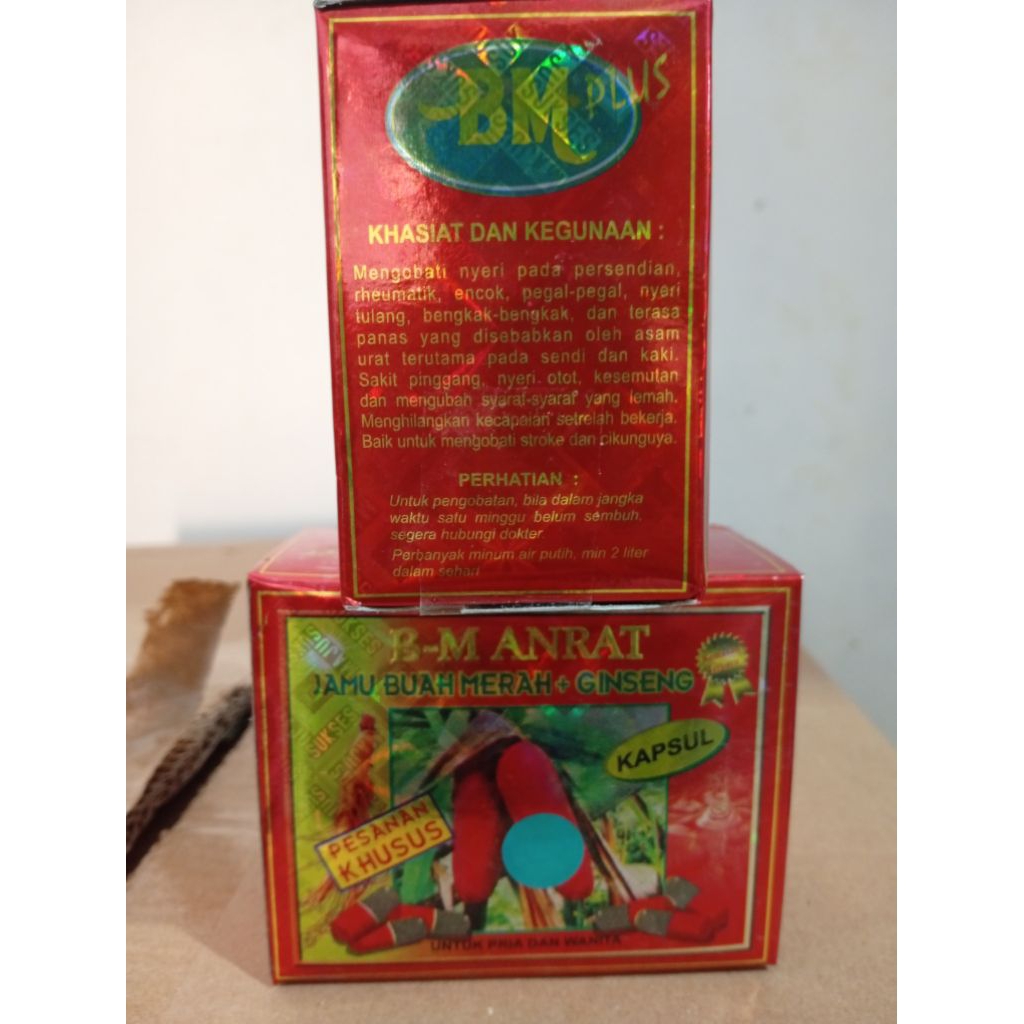 BM PLUS
KHASIAT DAN KEGUNAAN :
Mengobati nyeri pada persendian,
rheumatik, encok, pegal-pegal, nyeri
tulang, bengkak-bengkak, dan terasa
panas yang disebabkan oleh asam
urat terutama pada sendi dan kaki.
Sakit pinggang, nyeri otot, kesemutan
dan mengubah syaraf-syaraf yang lemah.
Menghilangkan kecapaian setrelah bekerja.
Baik untuk mengobati stroke dan cikunguya.
PERHATIAN :
Untuk pengobatan, bila dalam jangka
waktu satu minggu belum sembuh,
segera hubungi dokter
Perbanyak minum air putih, min 2 liter
dalam sehari
B-M ANRAT
JAMU BUAH MERAH + GINSENG
KAPSUL
SUKSES
PESANAN
KHUSUS
UNTUK PRIA DAN WANITA